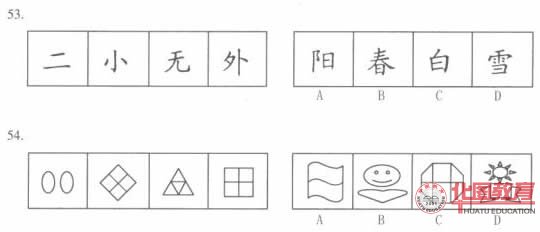 53.
二 小 无 外 阳 春 白 雪
A B C D
54.
A B C D
华图教育
HUATU EDUCATION